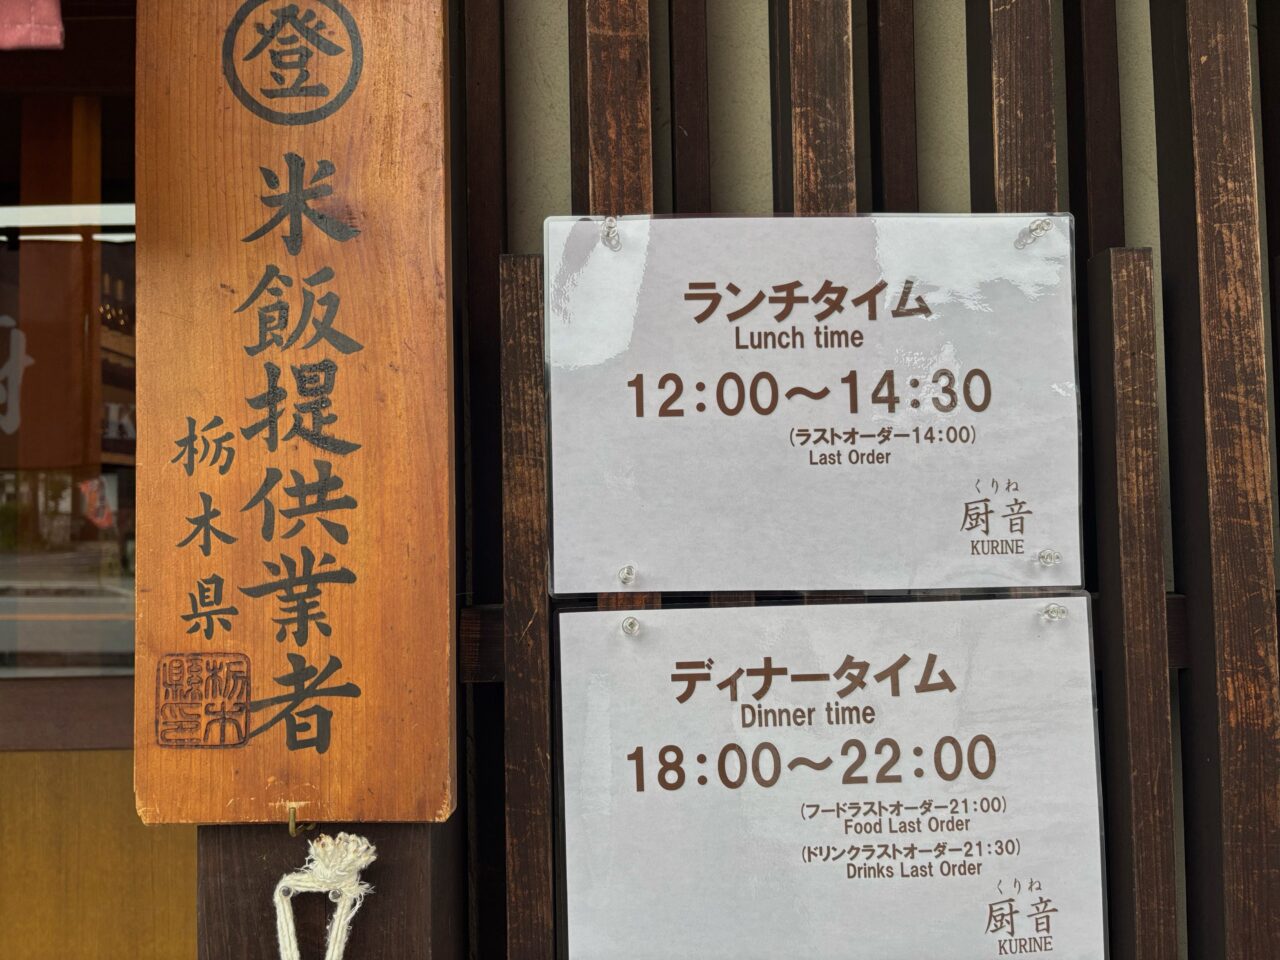 登
米飯提供業者
栃木県
栃木県印
ランチタイム
Lunch time
12:00～14:30
(ラストオーダー14:00)
Last Order
くりね
厨音
KURINE
ディナータイム
Dinner time
18:00～22:00
(フードラストオーダー21:00)
Food Last Order
(ドリンクラストオーダー21:30)
Drinks Last Order
くりね
厨音
KURINE